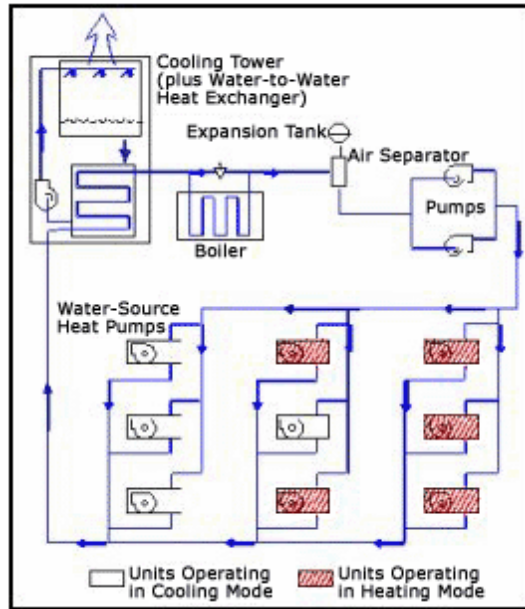 Cooling Tower
(plus Water-to-Water
Heat Exchanger)
Expansion Tank
Air Separator
Pumps
Boiler
Water-Source
Heat Pumps
Units Operating
in Cooling Mode
Units Operating
in Heating Mode